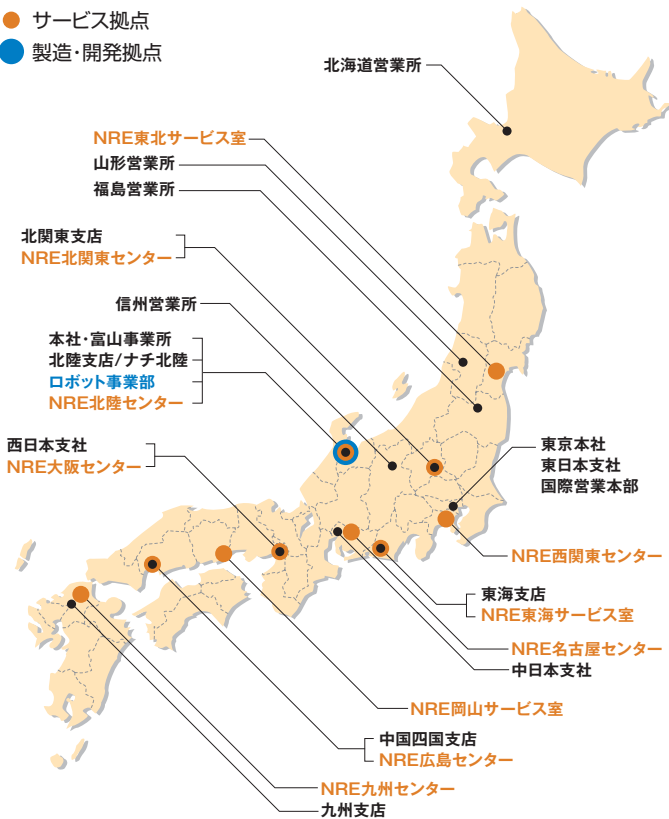 サービス拠点
製造・開発拠点
北海道営業所
NRE東北サービス室
山形営業所
福島営業所
北関東支店
NRE北関東センター
信州営業所
本社・富山事業所
北陸支店/ナチ北陸
ロボット事業部
NRE北陸センター
西日本支社
NRE大阪センター
東京本社
東日本支社
国際営業本部
NRE西関東センター
東海支店
NRE東海サービス室
NRE名古屋センター
中日本支社
NRE岡山サービス室
中国四国支店
NRE広島センター
NRE九州センター
九州支店